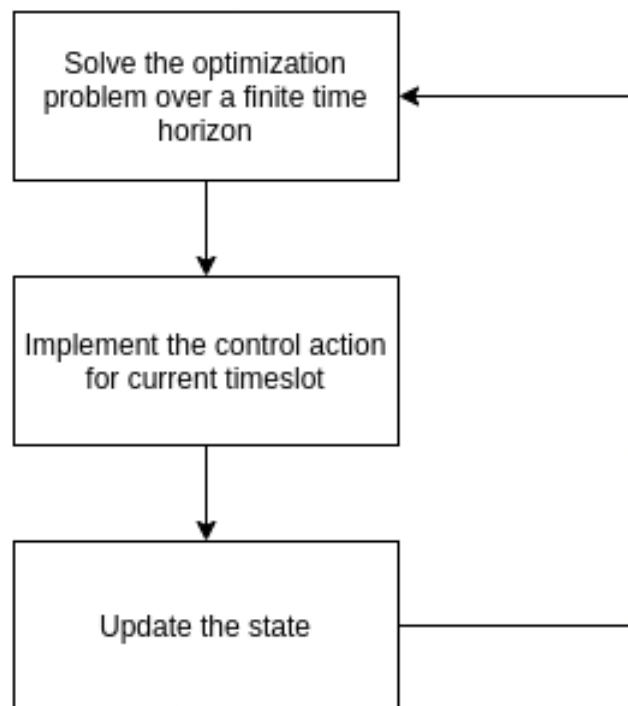 Solve the optimization
problem over a finite time
horizon
Implement the control action
for current timeslot
Update the state